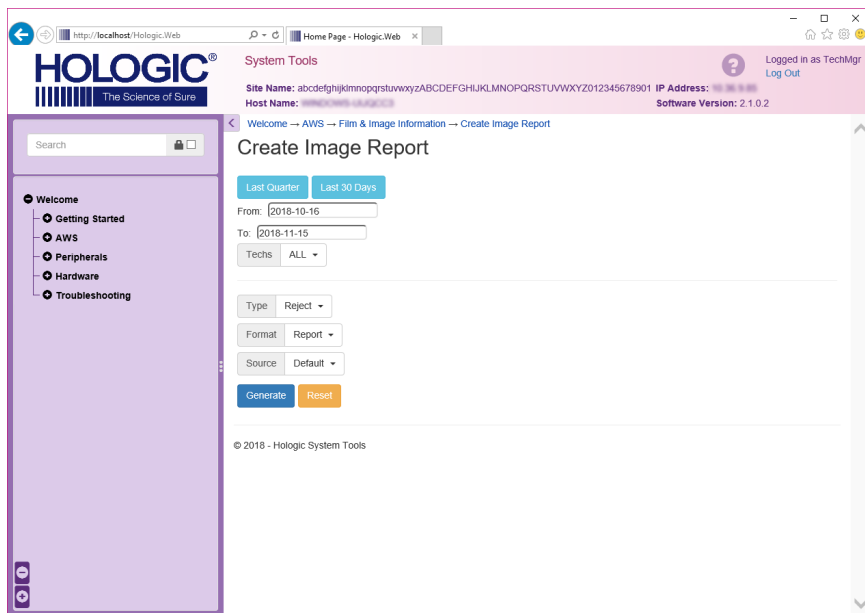 http://localhost/Hologic.Web
Home Page - Hologic.Web
HOLOGIC®
The Science of Sure
System Tools
Logged in as TechMgr
Log Out
Site Name: abcdefghijklmnopqrstuvwxyzABCDEFGHIJKLMNOPQRSTUVWXYZ012345678901 IP Address:
Host Name:
Software Version: 2.1.0.2
Search
Welcome
Getting Started
AWS
Peripherals
Hardware
Troubleshooting
Welcome → AWS → Film & Image Information → Create Image Report
Create Image Report
Last Quarter Last 30 Days
From: 2018-10-16
To: 2018-11-15
Techs ALL
Type Reject
Format Report
Source Default
Generate Reset
© 2018 - Hologic System Tools